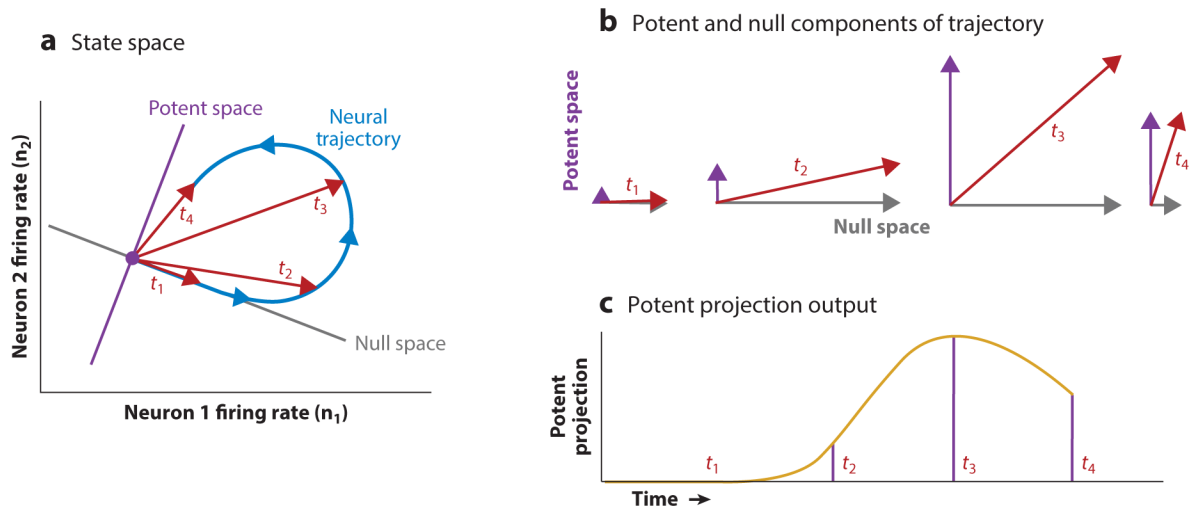 a State space
Potent space
Neural
trajectory
t4
t3
t2
t1
Null space
Neuron 2 firing rate (n2)
Neuron 1 firing rate (n1)
b Potent and null components of trajectory
Potent space
t1
t2
t3
t4
Null space
c Potent projection output
Potent
projection
t1
t2
t3
t4
Time →